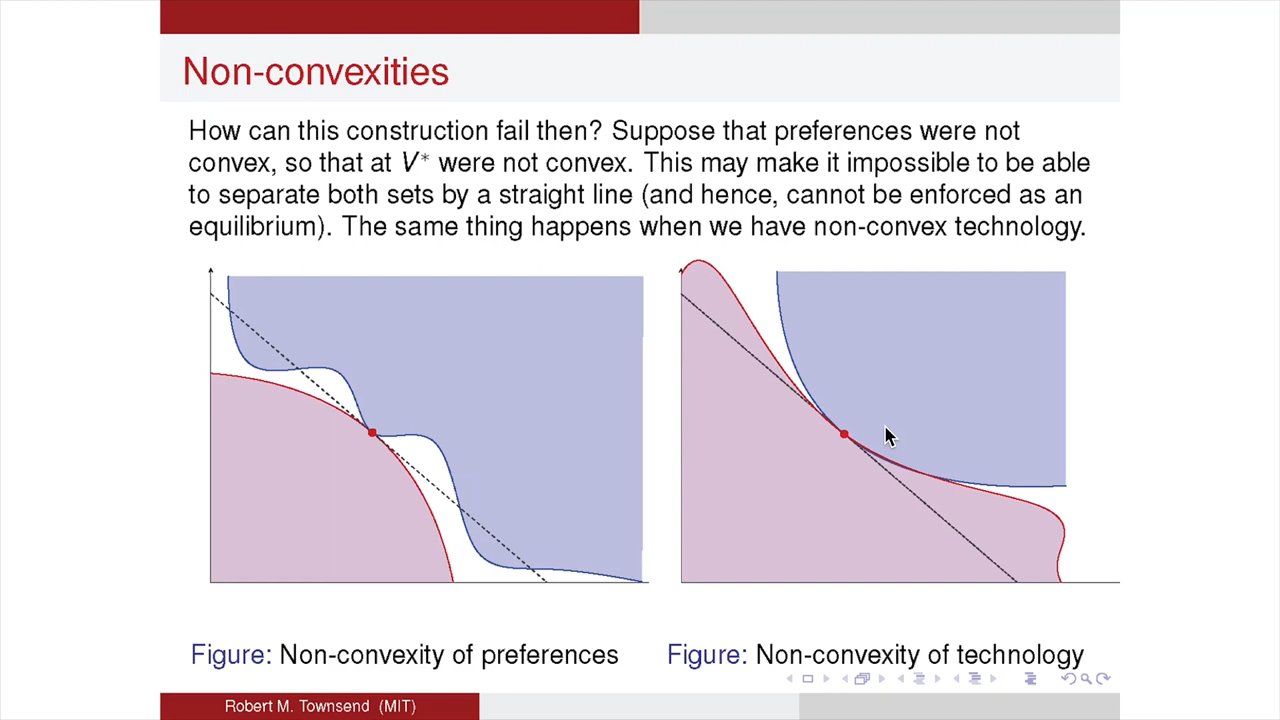 Non-convexities
How can this construction fail then? Suppose that preferences were not
convex, so that at V* were not convex. This may make it impossible to be able
to separate both sets by a straight line (and hence, cannot be enforced as an
equilibrium). The same thing happens when we have non-convex technology.
Figure: Non-convexity of preferences
Figure: Non-convexity of technology
Robert M. Townsend (MIT)